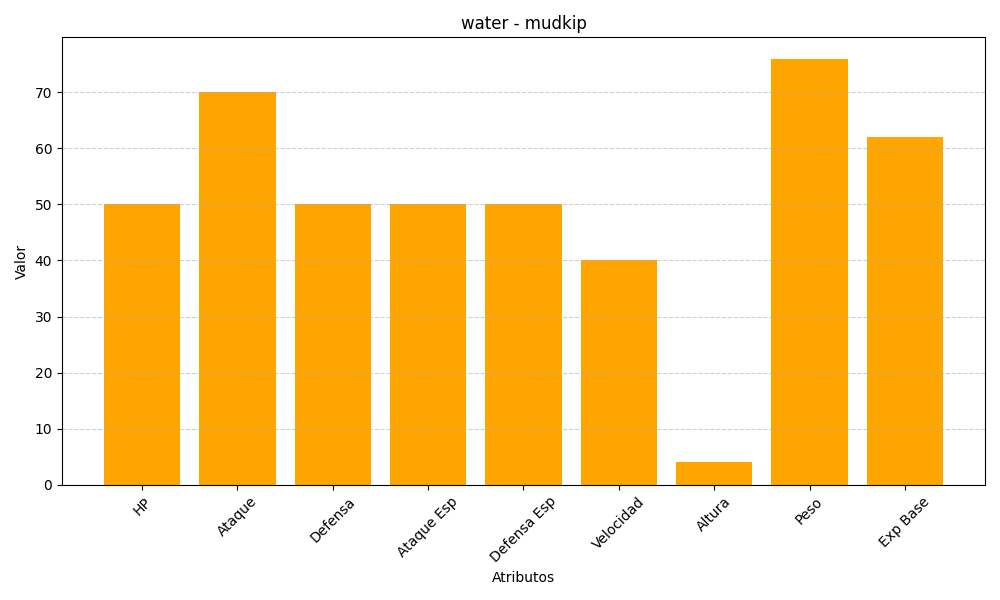 water - mudkip
Valor
70
60
50
40
30
20
10
0
HP
Ataque
Defensa
Ataque Esp
Defensa Esp
Velocidad
Altura
Peso
Exp Base
Atributos